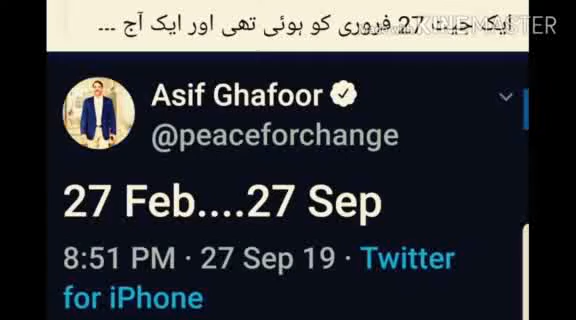 ایک جیت 27 فروری کو ہوئی تھی اور ایک آج ...
KINEMASTER
Asif Ghafoor
@peaceforchange
27 Feb....27 Sep
8:51 PM · 27 Sep 19 · Twitter
for iPhone